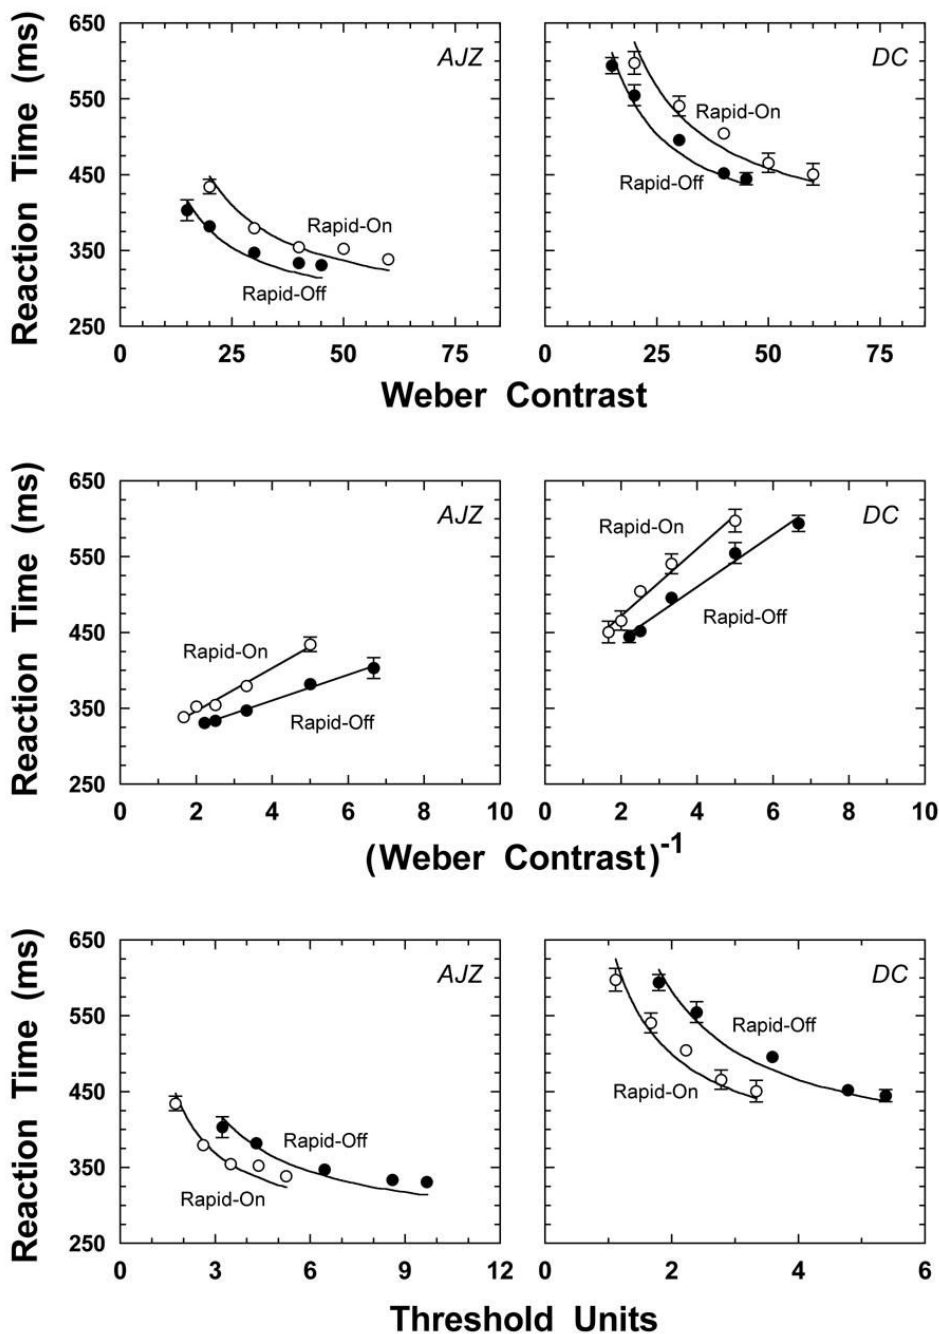 650
550
450
350
250
Reaction Time (ms)
AJZ
Rapid-On
Rapid-Off
0 25 50 75
DC
Rapid-On
Rapid-Off
0 25 50 75
Weber Contrast
650
550
450
350
250
Reaction Time (ms)
AJZ
Rapid-On
Rapid-Off
0 2 4 6 8 10
DC
Rapid-On
Rapid-Off
0 2 4 6 8 10
(Weber Contrast)-1
650
550
450
350
250
Reaction Time (ms)
AJZ
Rapid-Off
Rapid-On
0 3 6 9 12
DC
Rapid-Off
Rapid-On
0 2 4 6
Threshold Units